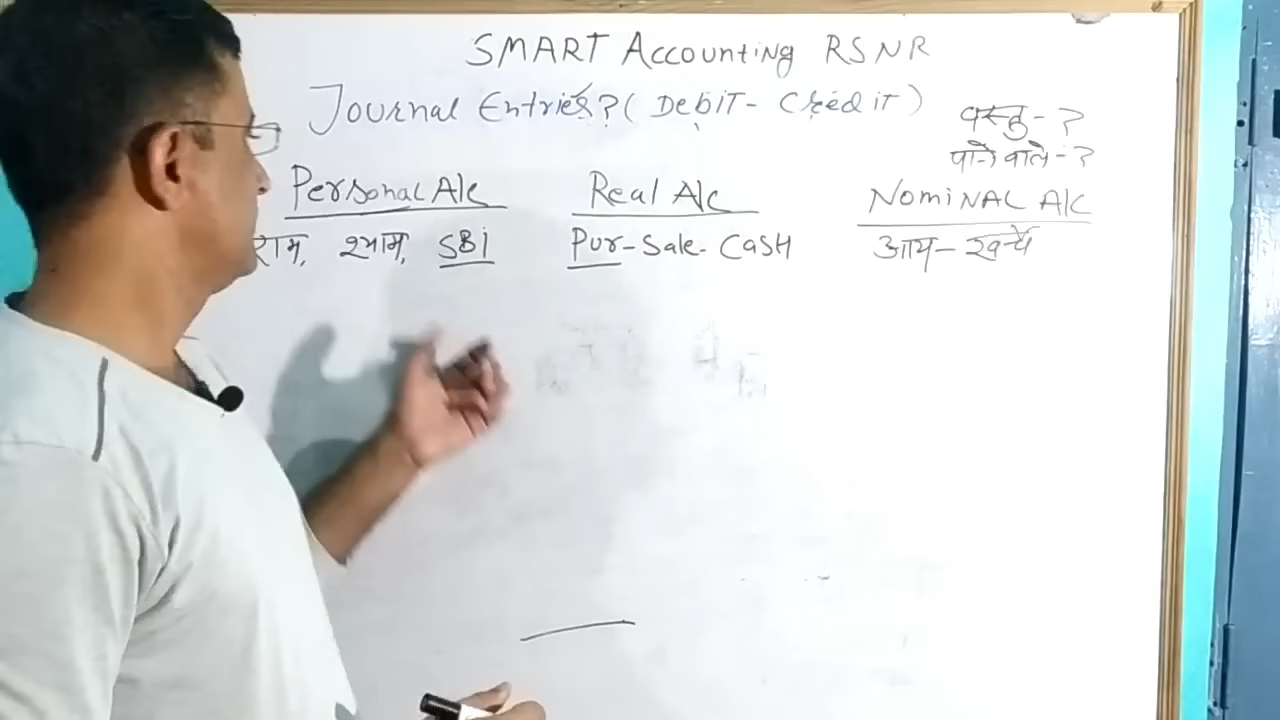 SMART Accounting RSNR
Journal Entries? (Debit - Credit)
वस्तु - ?
पाने वाले - ?
Personal A/c Real A/c Nominal A/c
राम, श्याम, SBI Pur - Sale - Cash आय - खर्चे